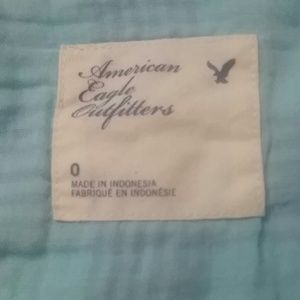 American
Eagle
Outfitters
0
MADE IN INDONESIA
FABRIQUÉ EN INDONÉSIE